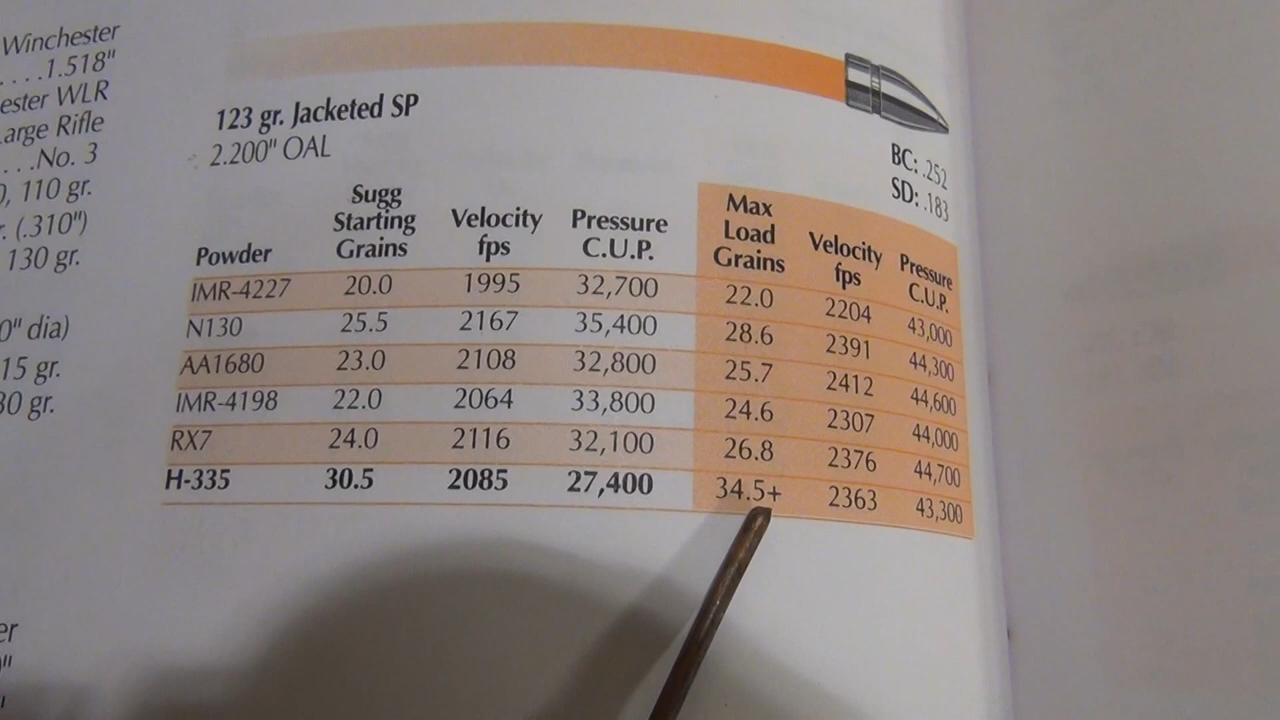 Winchester
....1.518"
ester WLR
arge Rifle
...No. 3
), 110 gr.
r. (.310")
130 gr.
0" dia)
15 gr.
30 gr.
er
"
123 gr. Jacketed SP
2.200" OAL
BC: .252
SD: .183
Powder Sugg Starting Grains Velocity fps Pressure C.U.P. Max Load Grains Velocity fps Pressure C.U.P.
IMR-4227 20.0 1995 32,700 22.0 2204 43,000
N130 25.5 2167 35,400 28.6 2391 44,300
AA1680 23.0 2108 32,800 25.7 2412 44,600
IMR-4198 22.0 2064 33,800 24.6 2307 44,000
RX7 24.0 2116 32,100 26.8 2376 44,700
H-335 30.5 2085 27,400 34.5+ 2363 43,300